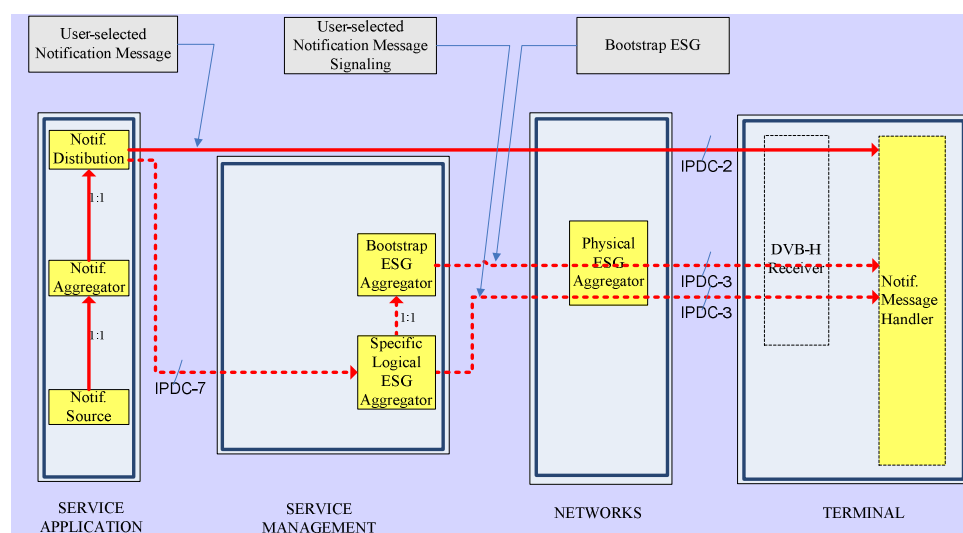 User-selected
Notification Message
User-selected
Notification Message
Signaling
Bootstrap ESG
Notif.
Distibution
1:1
Notif.
Aggregator
1:1
Notif.
Source
IPDC-7
Bootstrap
ESG
Aggregator
1:1
Specific
Logical
ESG
Aggregator
Physical
ESG
Aggregator
IPDC-2
IPDC-3
IPDC-3
DVB-H
Receiver
Notif.
Message
Handler
SERVICE
APPLICATION
SERVICE
MANAGEMENT
NETWORKS
TERMINAL